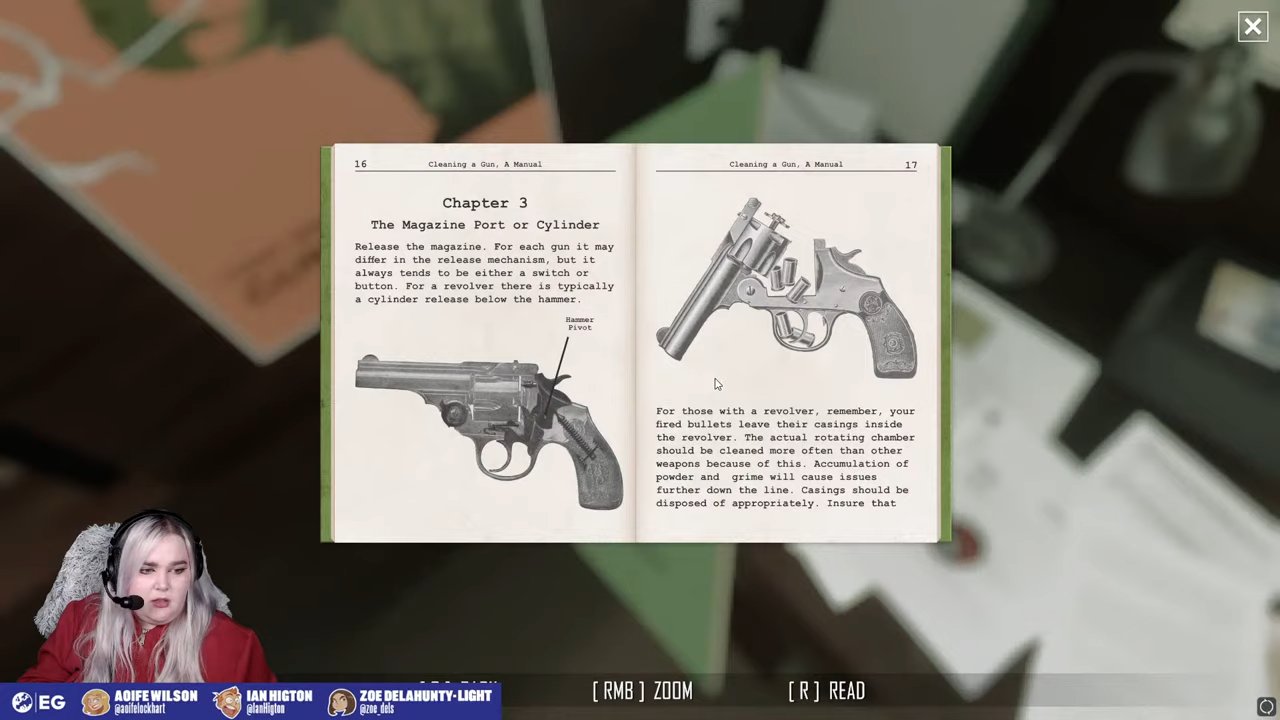 16
Cleaning a Gun, A Manual
Chapter 3
The Magazine Port or Cylinder
Release the magazine. For each gun it may
differ in the release mechanism, but it
always tends to be either a switch or
button. For a revolver there is typically
a cylinder release below the hammer.
Hammer
Pivot
Cleaning a Gun, A Manual
17
For those with a revolver, remember, your
fired bullets leave their casings inside
the revolver. The actual rotating chamber
should be cleaned more often than other
weapons because of this. Accumulation of
powder and grime will cause issues
further down the line. Casings should be
disposed of appropriately. Insure that
[ RMB ] ZOOM
[ R ] READ
EG
AOIFE WILSON
@aoifelockhart
IAN HIGTON
@IanHigton
ZOE DELAHUNTY-LIGHT
@zoe_dels